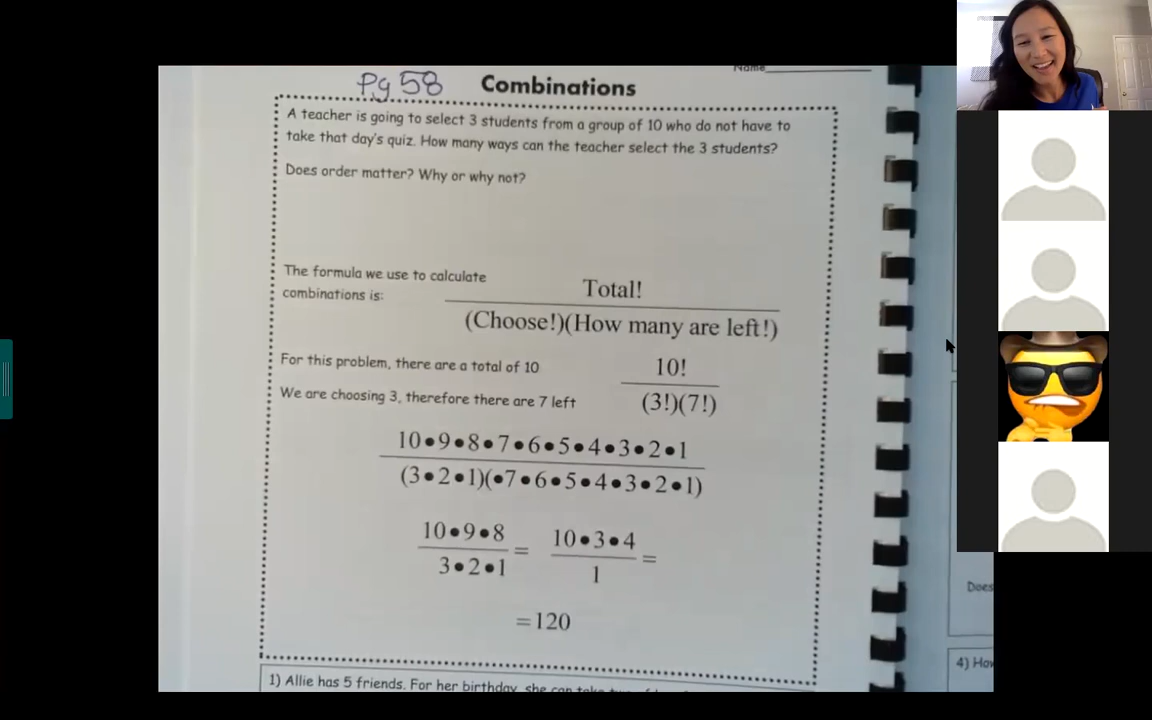 Name
Pg 58
Combinations
A teacher is going to select 3 students from a group of 10 who do not have to
take that day's quiz. How many ways can the teacher select the 3 students?
Does order matter? Why or why not?
The formula we use to calculate
combinations is:
Total!
(Choose!)(How many are left!)
For this problem, there are a total of 10
10!
We are choosing 3, therefore there are 7 left
(3!)(7!)
10•9•8•7•6•5•4•3•2•1
(3•2•1)(•7•6•5•4•3•2•1)
10•9•8
3•2•1
=
10•3•4
1
=
=120
1) Allie has 5 friends. For her birthday, she can take
Does
4) How